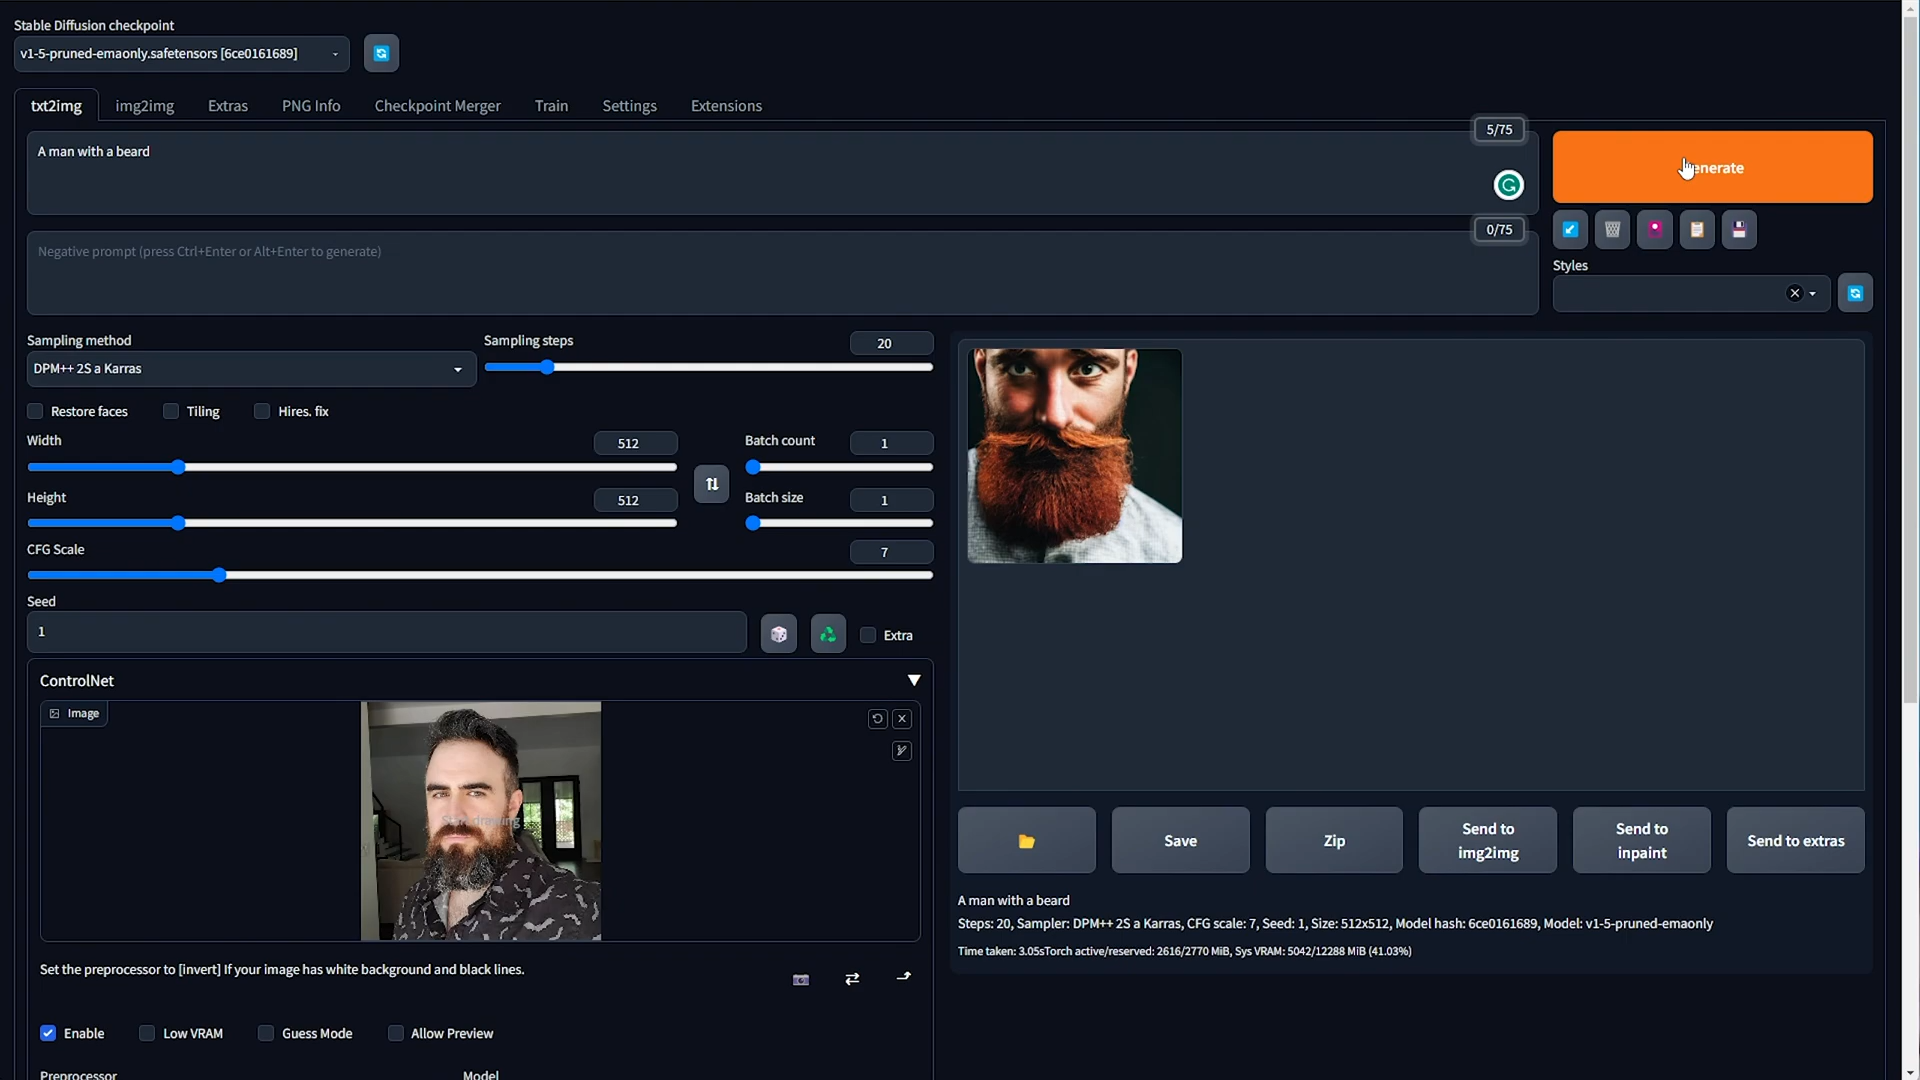 Stable Diffusion checkpoint
v1-5-pruned-emaonly.safetensors [6ce0161689]
txt2img img2img Extras PNG Info Checkpoint Merger Train Settings Extensions
5/75
A man with a beard
enerate
0/75
Negative prompt (press Ctrl+Enter or Alt+Enter to generate)
Styles
Sampling method
DPM++ 2S a Karras
Sampling steps
20
Restore faces Tiling Hires. fix
Width
512
Batch count
1
Height
512
Batch size
1
CFG Scale
7
Seed
1
Extra
ControlNet
Image
Start drawing
Set the preprocessor to [invert] If your image has white background and black lines.
Enable Low VRAM Guess Mode Allow Preview
Preprocessor
Model
Save
Zip
Send to
img2img
Send to
inpaint
Send to extras
A man with a beard
Steps: 20, Sampler: DPM++ 2S a Karras, CFG scale: 7, Seed: 1, Size: 512x512, Model hash: 6ce0161689, Model: v1-5-pruned-emaonly
Time taken: 3.05sTorch active/reserved: 2616/2770 MiB, Sys VRAM: 5042/12288 MiB (41.03%)